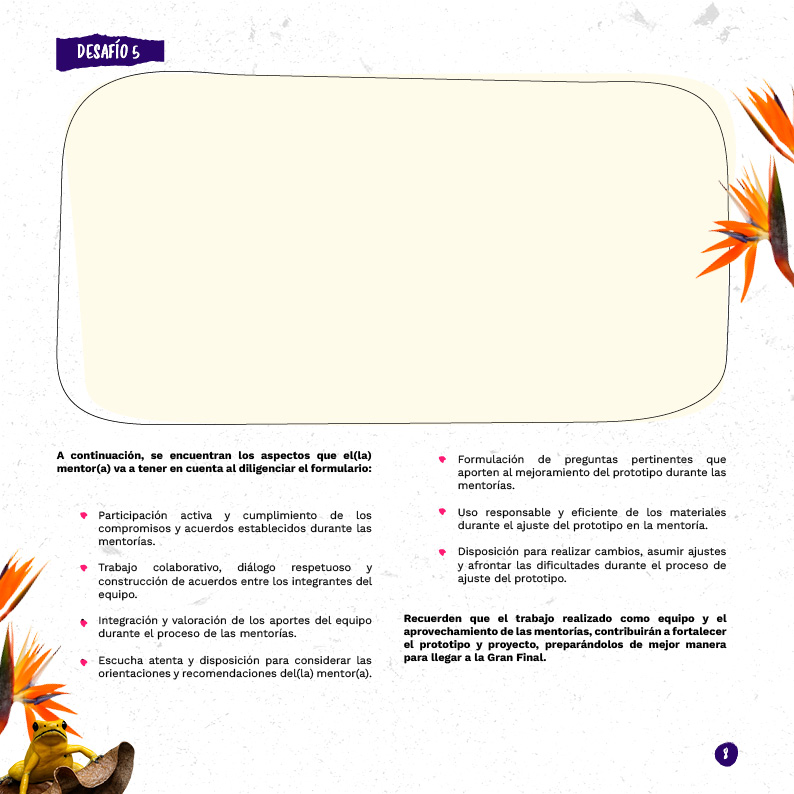 DESAFÍO 5
A continuación, se encuentran los aspectos que el(la)
mentor(a) va a tener en cuenta al diligenciar el formulario:
Participación activa y cumplimiento de los
compromisos y acuerdos establecidos durante las
mentorías.
Trabajo colaborativo, diálogo respetuoso y
construcción de acuerdos entre los integrantes del
equipo.
Integración y valoración de los aportes del equipo
durante el proceso de las mentorías.
Escucha atenta y disposición para considerar las
orientaciones y recomendaciones del(la) mentor(a).
Formulación de preguntas pertinentes que
aporten al mejoramiento del prototipo durante las
mentorías.
Uso responsable y eficiente de los materiales
durante el ajuste del prototipo en la mentoría.
Disposición para realizar cambios, asumir ajustes
y afrontar las dificultades durante el proceso de
ajuste del prototipo.
Recuerden que el trabajo realizado como equipo y el
aprovechamiento de las mentorías, contribuirán a fortalecer
el prototipo y proyecto, preparándolos de mejor manera
para llegar a la Gran Final.
8